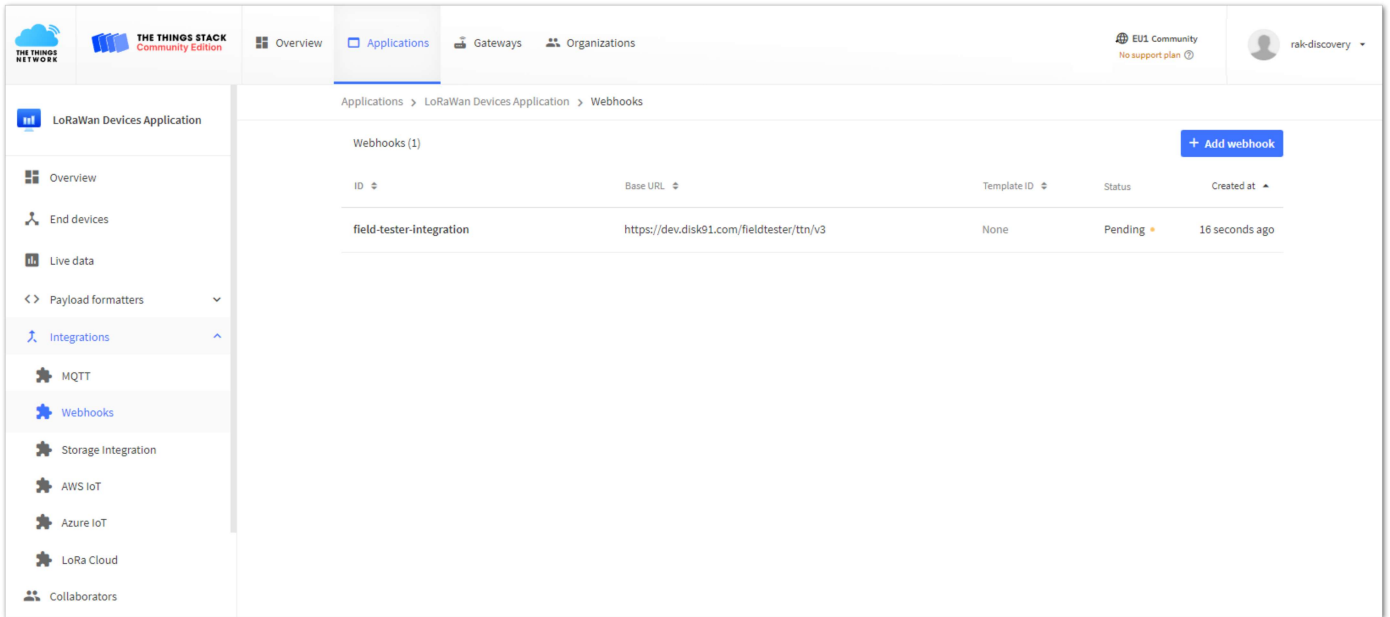 THE THINGS
NETWORK
THE THINGS STACK
Community Edition
Overview
Applications
Gateways
Organizations
EU1 Community
No support plan
rak-discovery
LoRaWan Devices Application
Overview
End devices
Live data
Payload formatters
Integrations
MQTT
Webhooks
Storage Integration
AWS IoT
Azure IoT
LoRa Cloud
Collaborators
Applications > LoRaWan Devices Application > Webhooks
Webhooks (1)
+ Add webhook
ID Base URL Template ID Status Created at
field-tester-integration https://dev.disk91.com/fieldtester/ttn/v3 None Pending 16 seconds ago